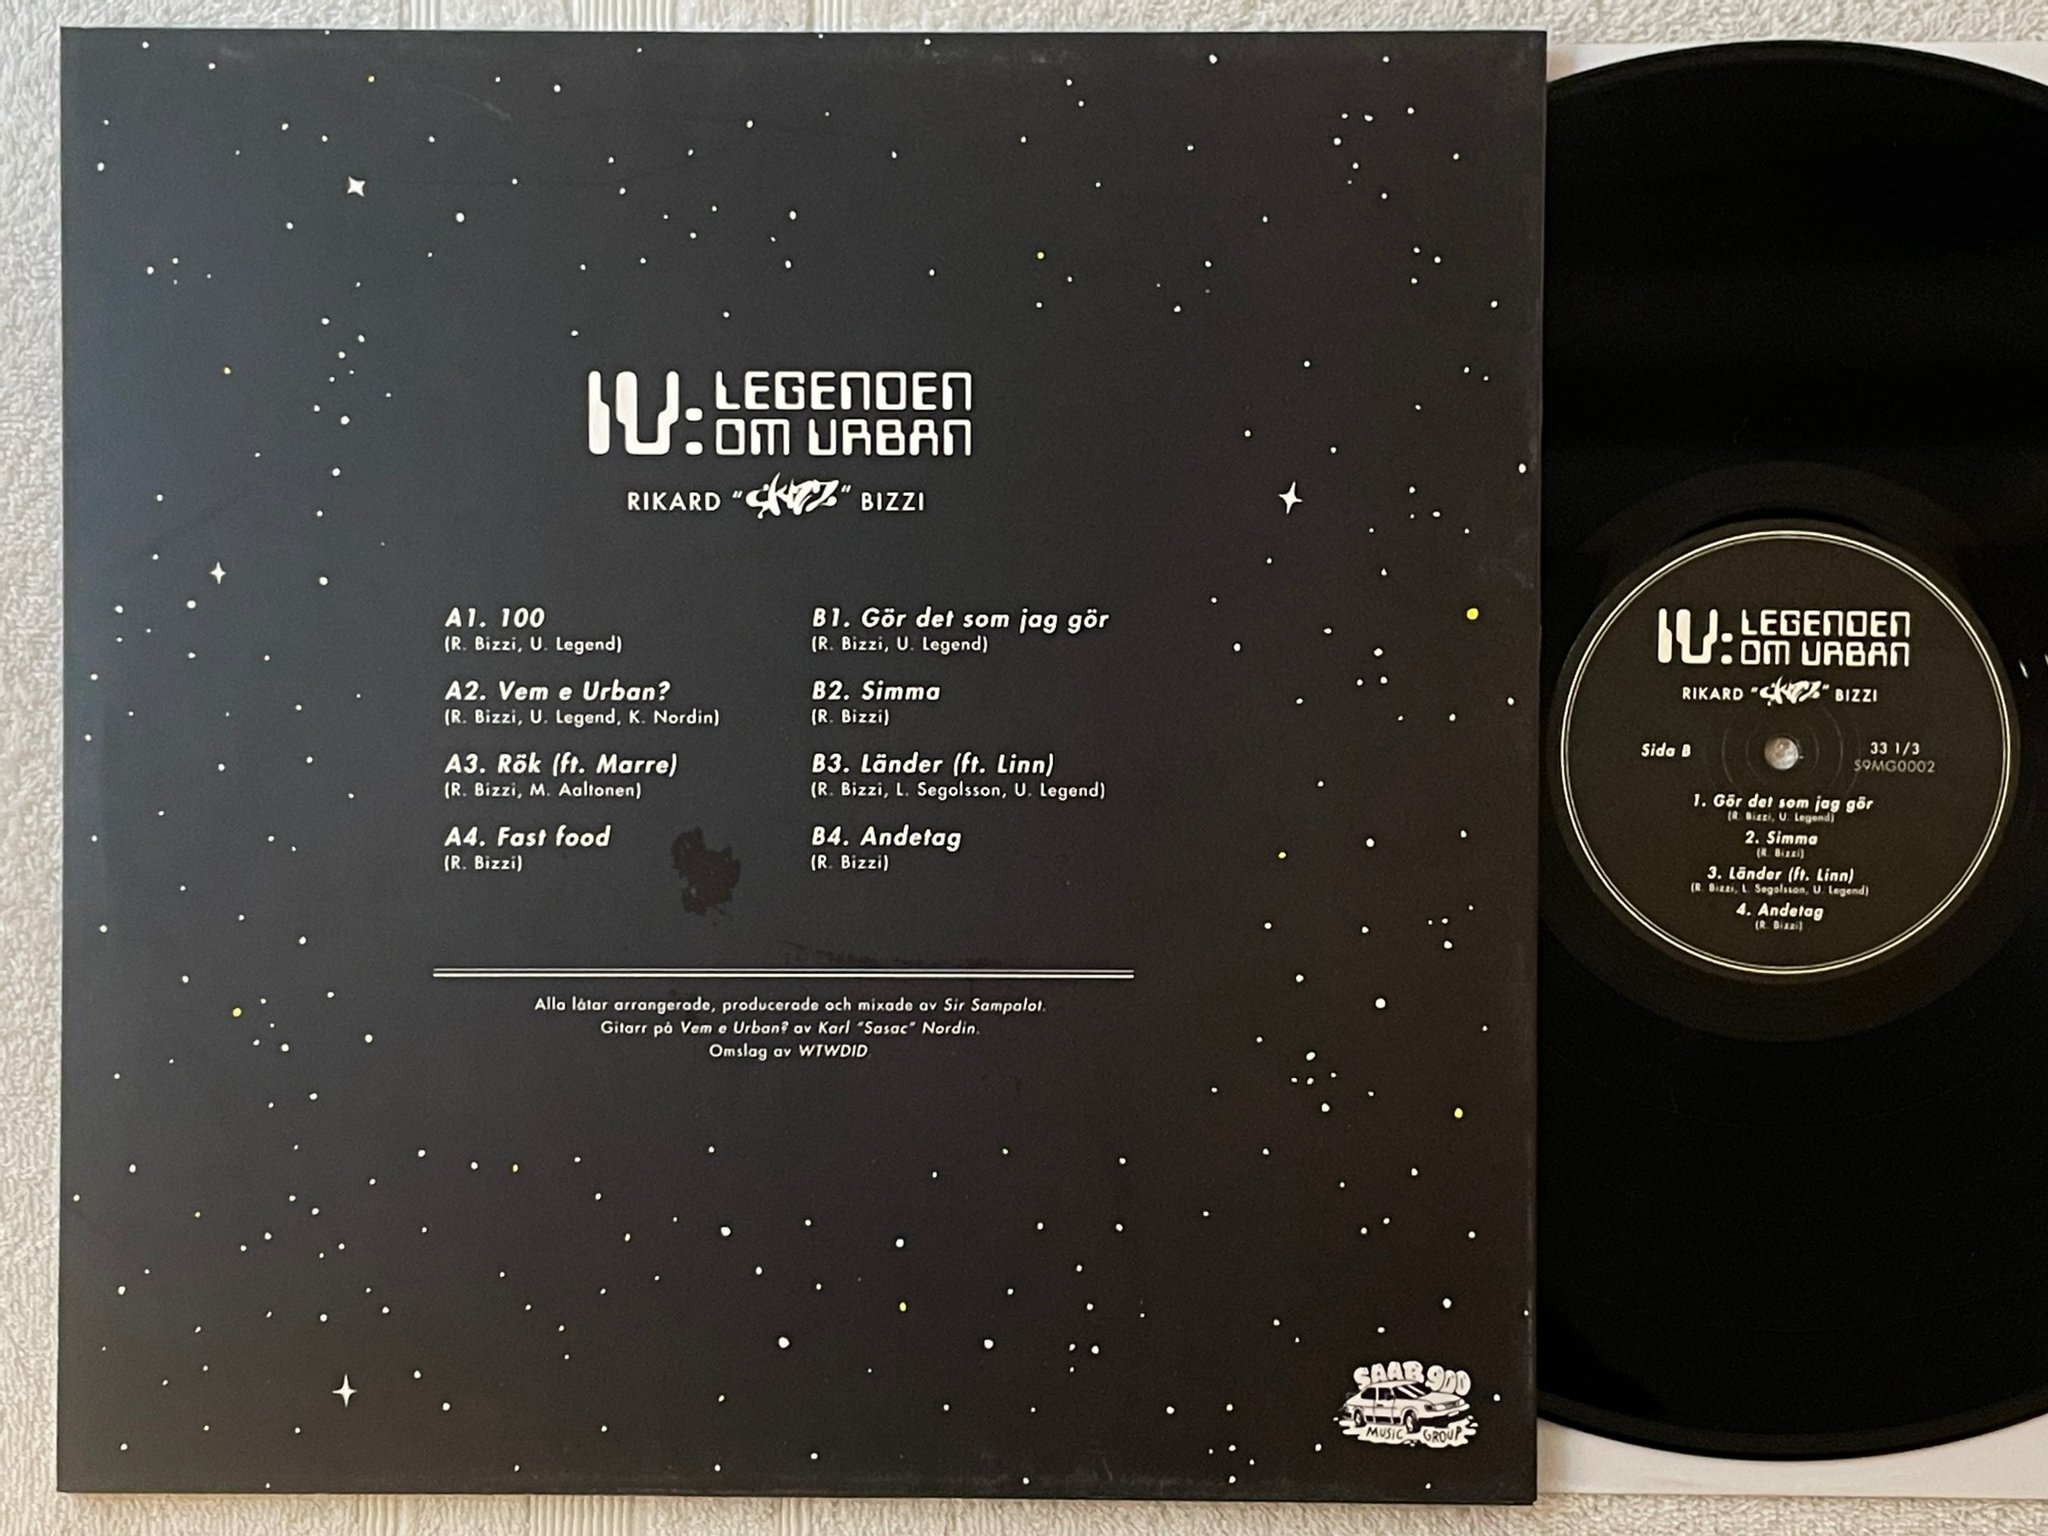 IV: LEGENDEN
OM URBAN
RIKARD "SKIZZ" BIZZI
A1. 100
(R. Bizzi, U. Legend)
A2. Vem e Urban?
(R. Bizzi, U. Legend, K. Nordin)
A3. Rök (ft. Marre)
(R. Bizzi, M. Aaltonen)
A4. Fast food
(R. Bizzi)
B1. Gör det som jag gör
(R. Bizzi, U. Legend)
B2. Simma
(R. Bizzi)
B3. Länder (ft. Linn)
(R. Bizzi, L. Segolsson, U. Legend)
B4. Andetag
(R. Bizzi)
Alla låtar arrangerade, producerade och mixade av Sir Sampalot.
Gitarr på Vem e Urban? av Karl "Sasac" Nordin.
Omslag av WTWDID
SAAB 900
MUSIC GROUP
IV: LEGENDEN
OM URBAN
RIKARD "SKIZZ" BIZZI
Sida B
33 1/3
S9MG0002
1. Gör det som jag gör
(R. Bizzi, U. Legend)
2. Simma
(R. Bizzi)
3. Länder (ft. Linn)
(R. Bizzi, L. Segolsson, U. Legend)
4. Andetag
(R. Bizzi)